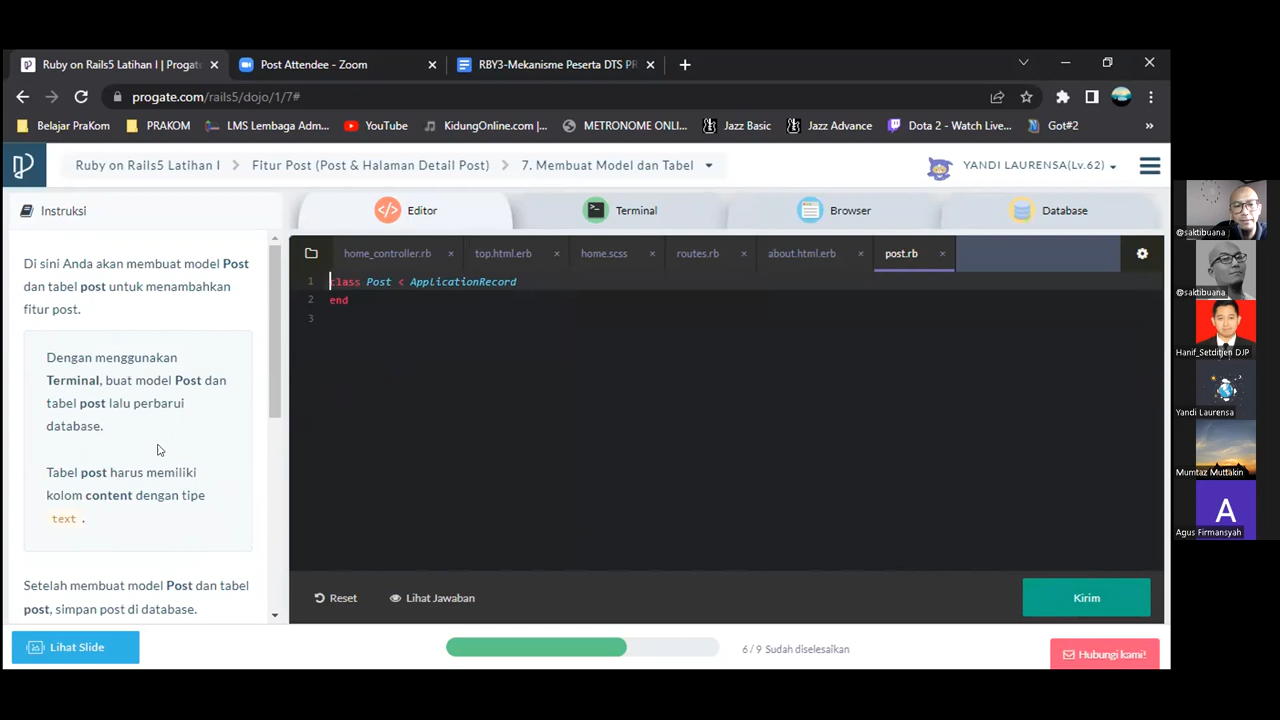 Ruby on Rails5 Latihan I | Progate
Post Attendee - Zoom
RBY3-Mekanisme Peserta DTS PR
progate.com/rails5/dojo/1/7#
Belajar PraKom
PRAKOM
LMS Lembaga Adm...
YouTube
KidungOnline.com |...
METRONOME ONLI...
Jazz Basic
Jazz Advance
Dota 2 - Watch Live...
Got#2
Ruby on Rails5 Latihan I
Fitur Post (Post & Halaman Detail Post)
7. Membuat Model dan Tabel
YANDI LAURENSA(Lv.62)
Instruksi
Editor
Terminal
Browser
Database
Di sini Anda akan membuat model Post
dan tabel post untuk menambahkan
fitur post.
Dengan menggunakan
Terminal, buat model Post dan
tabel post lalu perbarui
database.
Tabel post harus memiliki
kolom content dengan tipe
text .
Setelah membuat model Post dan tabel
post, simpan post di database.
home_controller.rb
top.html.erb
home.scss
routes.rb
about.html.erb
post.rb
1 class Post < ApplicationRecord
2 end
3
Reset
Lihat Jawaban
Kirim
Lihat Slide
6 / 9 Sudah diselesaikan
Hubungi kami!
@saktibuana
@saktibuana
Hanif_Setditjen DJP
Yandi Laurensa
Mumtaz Muttakin
A
Agus Firmansyah